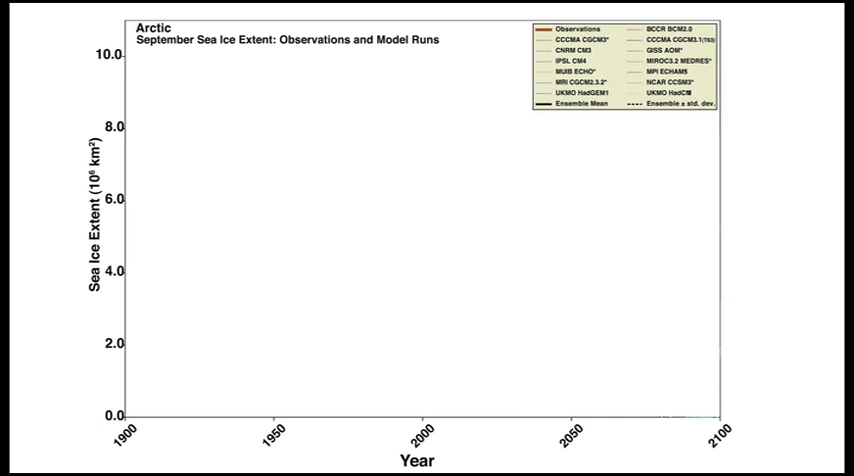 Arctic
September Sea Ice Extent: Observations and Model Runs
Observations
BCCR BCM2.0
CCCMA CGCM3*
CCCMA CGCM3.1(T63)
CNRM CM3
GISS AOM*
IPSL CM4
MIROC3.2 MEDRES*
MUIB ECHO*
MPI ECHAM5
MRI CGCM2.3.2*
NCAR CCSM3*
UKMO HadGEM1
UKMO
Ensemble Mean
Ensemble ± std. dev.
Sea Ice Extent (10⁶ km²)
10.0
8.0
6.0
4.0
2.0
0.0
1900
1950
2000
2050
2100
Year